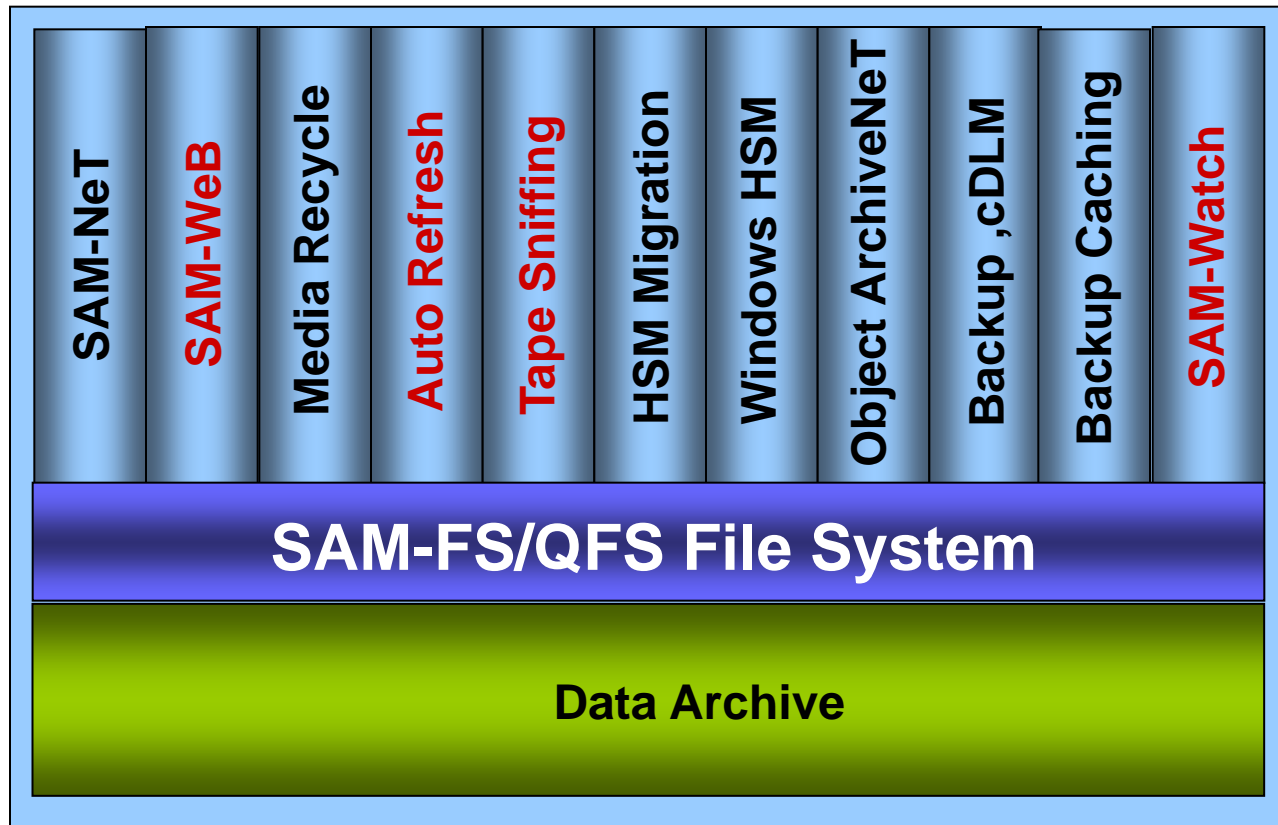 SAM-NeT
SAM-WeB
Media Recycle
Auto Refresh
Tape Sniffing
HSM Migration
Windows HSM
Object ArchiveNeT
Backup ,cDLM
Backup Caching
SAM-Watch
SAM-FS/QFS File System
Data Archive